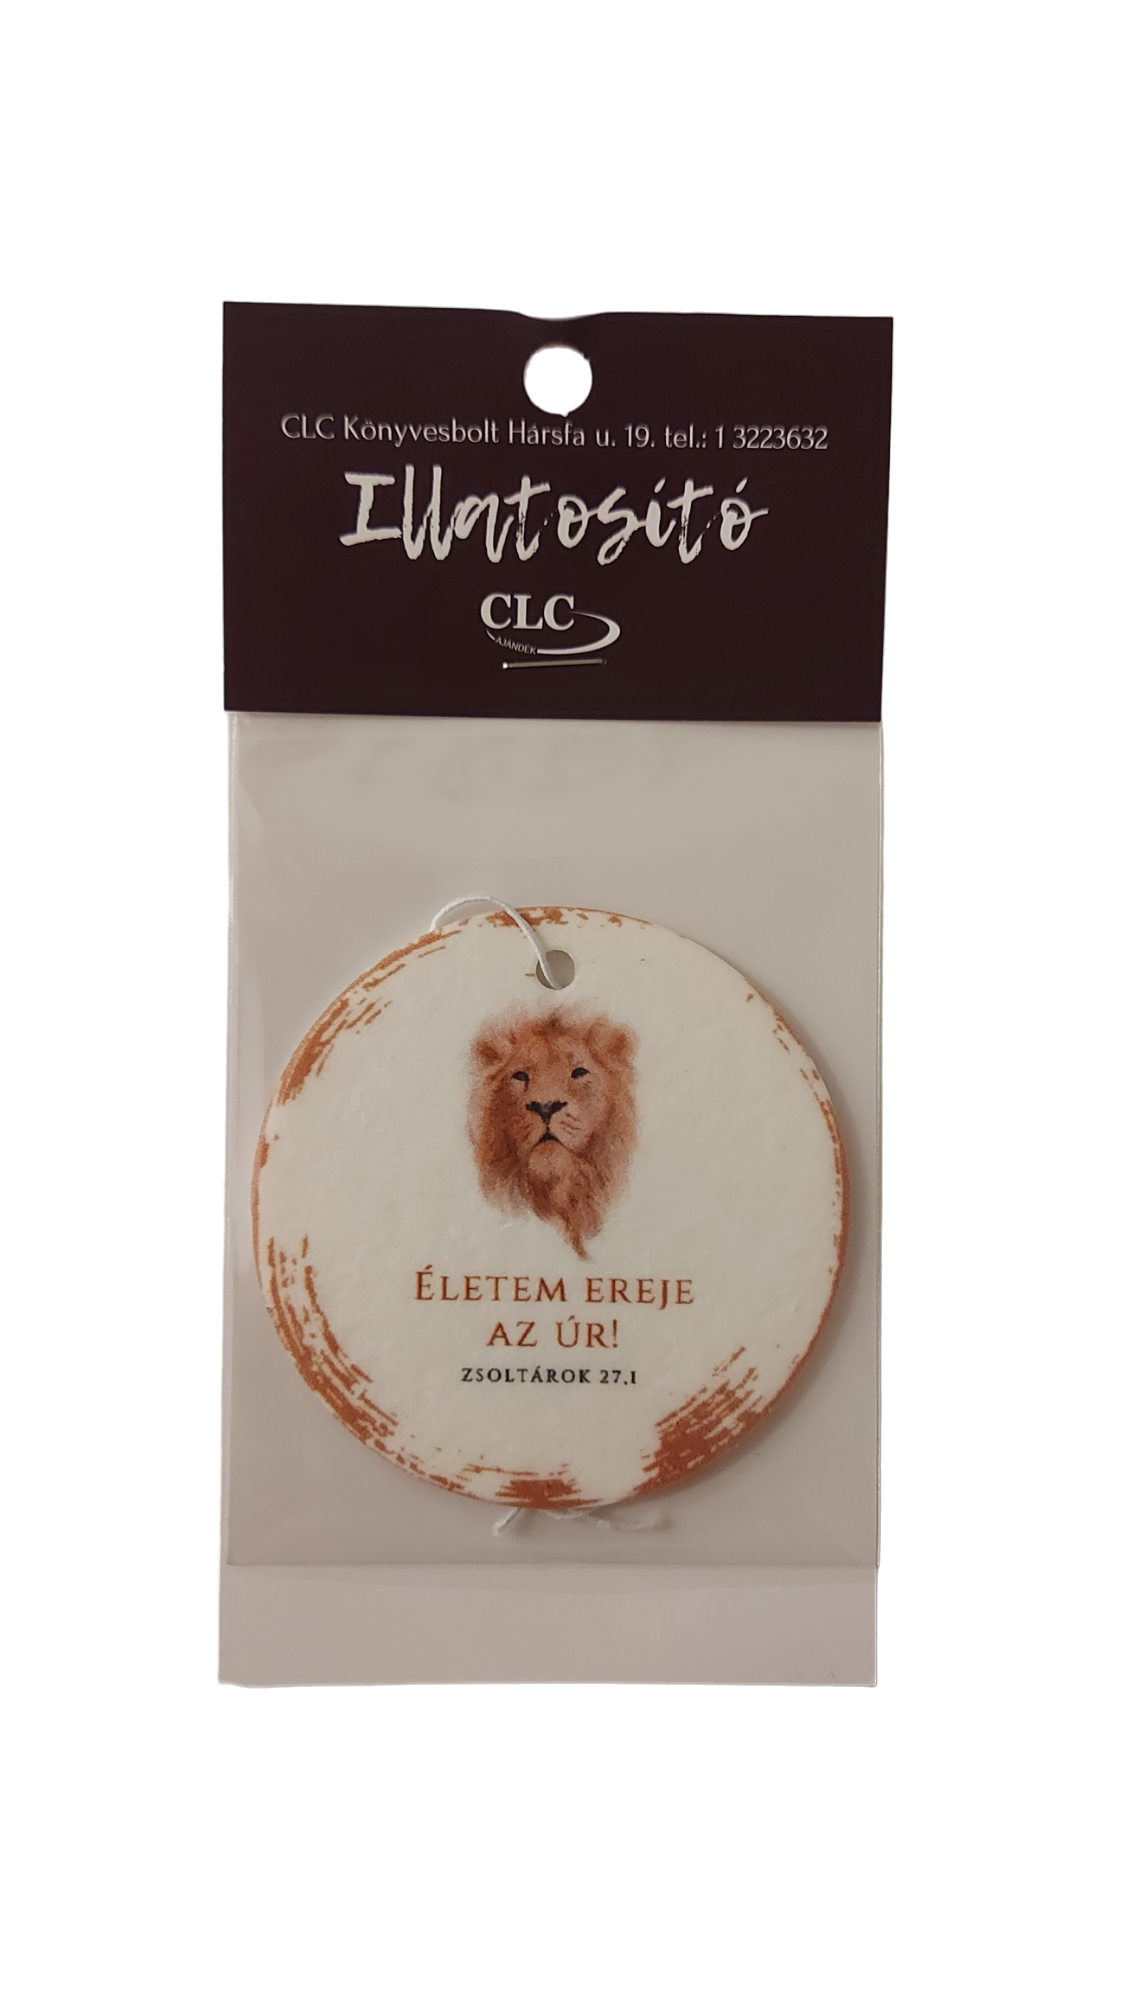 CLC Könyvesbolt Hársfa u. 19. tel.: 1 3223632
Illatosító
CLC
AJÁNDÉK
ÉLETEM EREJE
AZ ÚR!
ZSOLTÁROK 27,1